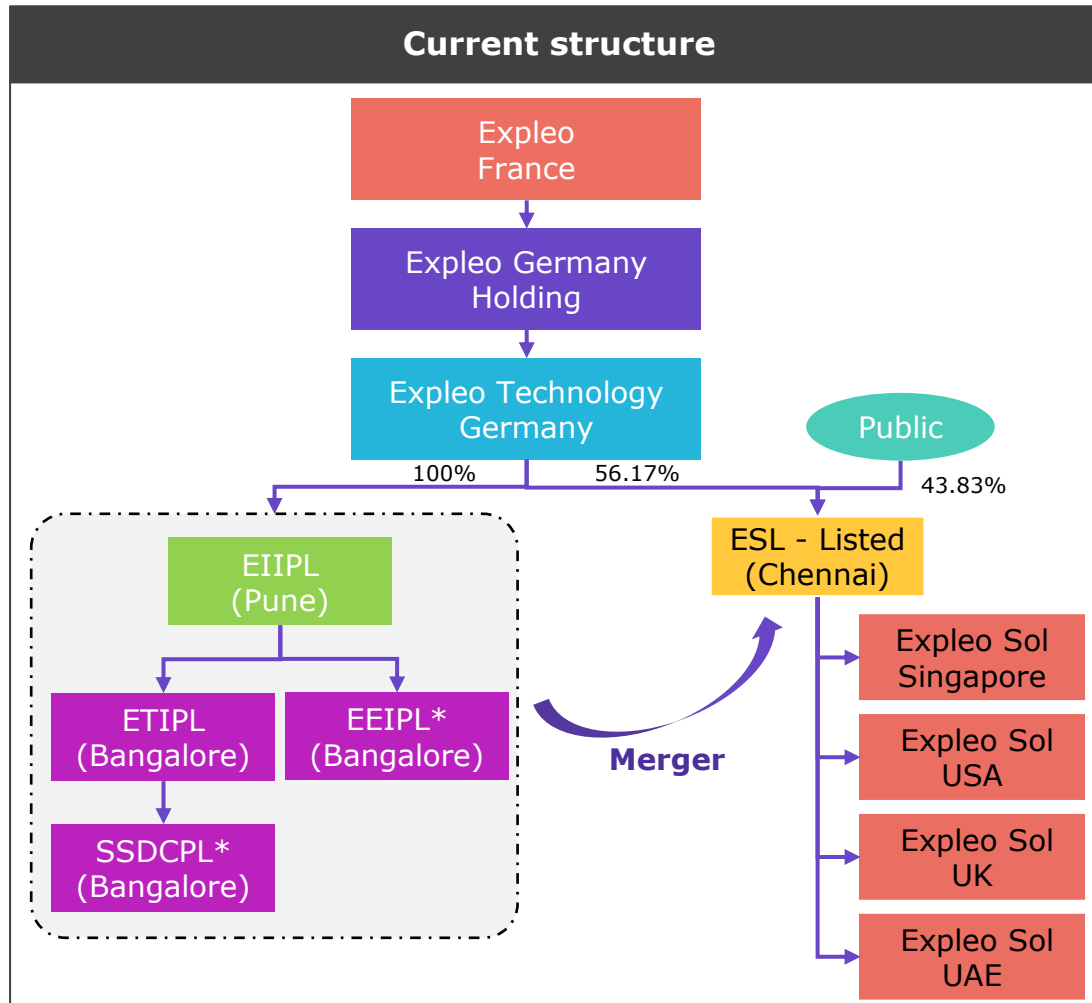 Current structure
Expleo
France
Expleo Germany
Holding
Expleo Technology
Germany
Public
100%
56.17%
43.83%
EIIPL
(Pune)
ESL - Listed
(Chennai)
ETIPL
(Bangalore)
EEIPL*
(Bangalore)
SSDCPL*
(Bangalore)
Merger
Expleo Sol
Singapore
Expleo Sol
USA
Expleo Sol
UK
Expleo Sol
UAE